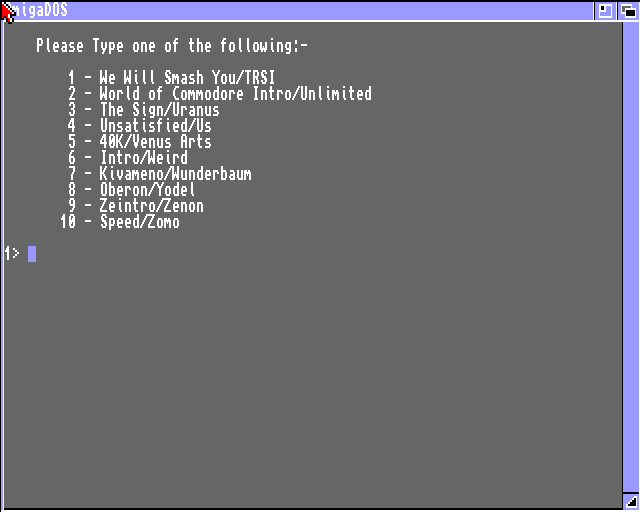 migaDOS
Please Type one of the following:-
1 - We Will Smash You/TRSI
2 - World of Commodore Intro/Unlimited
3 - The Sign/Uranus
4 - Unsatisfied/Us
5 - 40K/Venus Arts
6 - Intro/Weird
7 - Kivameno/Wunderbaum
8 - Oberon/Yodel
9 - Zeintro/Zenon
10 - Speed/Zomo
1>